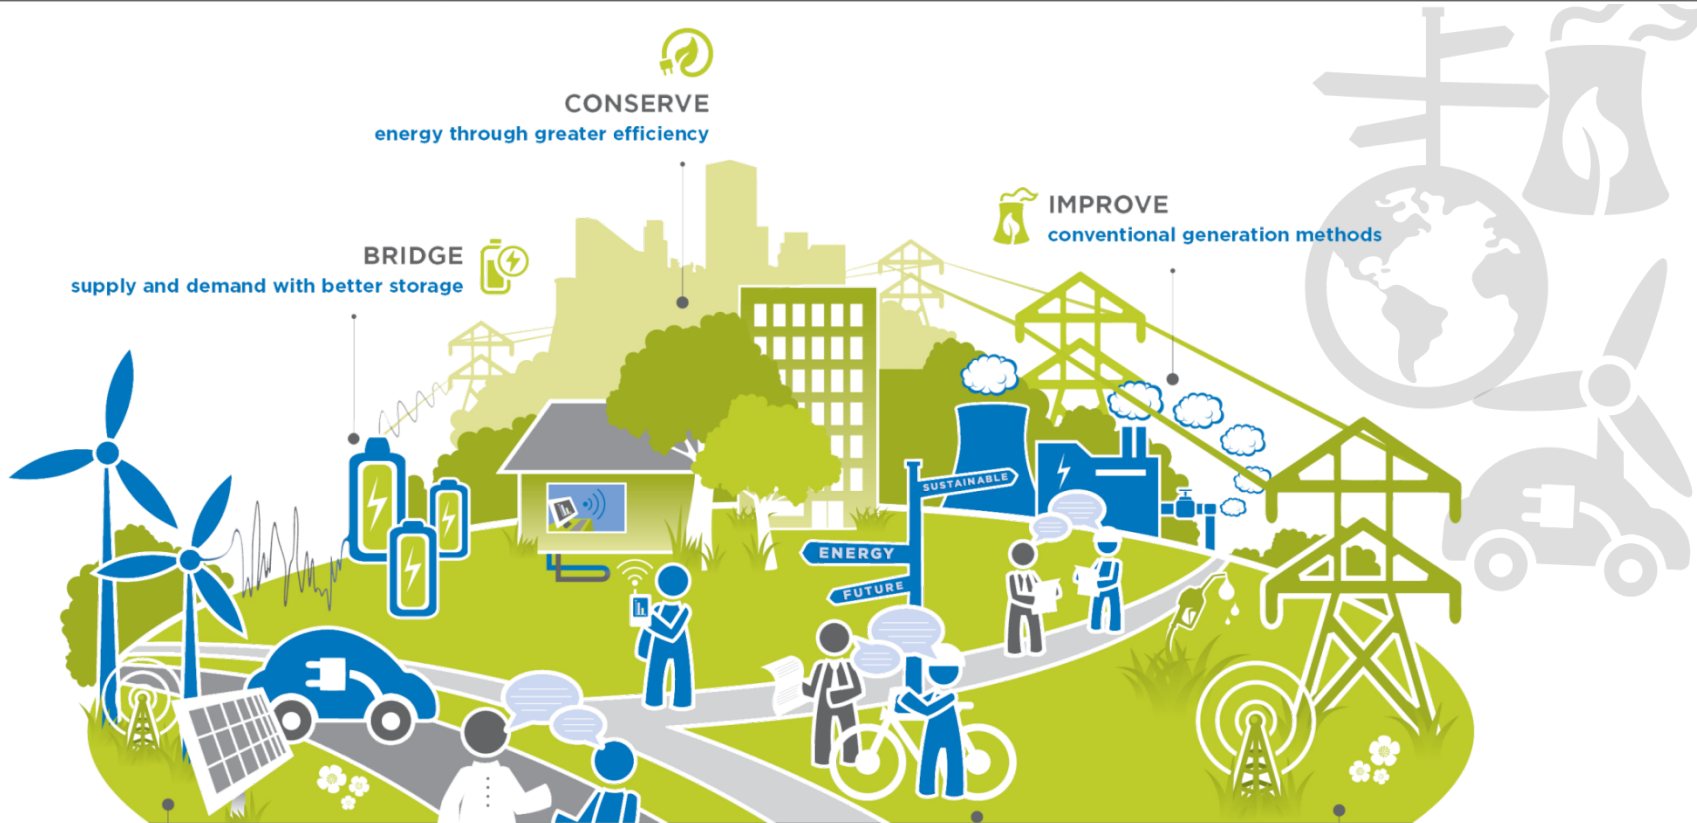 CONSERVE
energy through greater efficiency
IMPROVE
conventional generation methods
BRIDGE
supply and demand with better storage
SUSTAINABLE
ENERGY
FUTURE